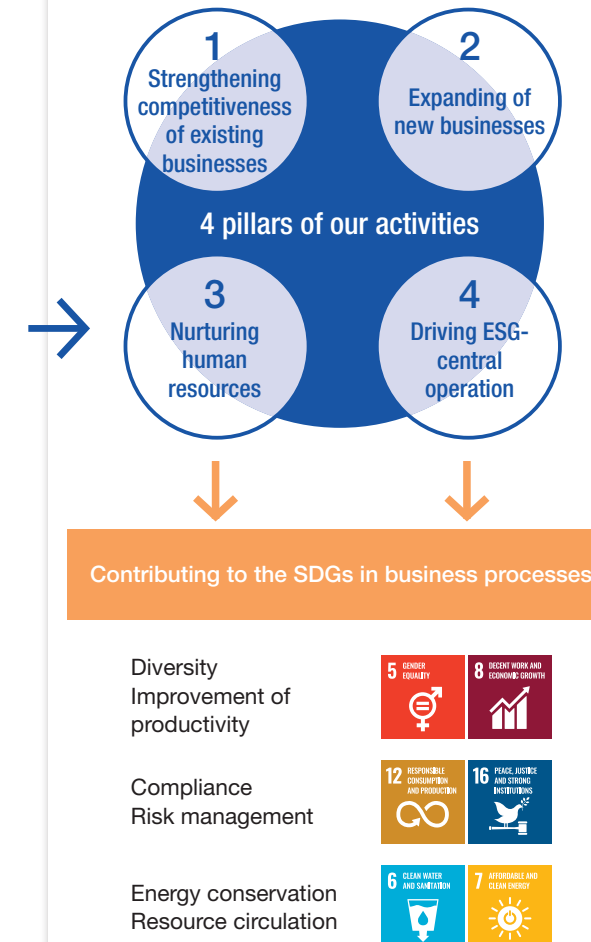 1
Strengthening
competitiveness
of existing
businesses
2
Expanding of
new businesses
4 pillars of our activities
3
Nurturing
human
resources
4
Driving ESG-
central
operation
Contributing to the SDGs in business processes
Diversity
Improvement of
productivity
5 GENDER
EQUALITY
8 DECENT WORK AND
ECONOMIC GROWTH
Compliance
Risk management
12 RESPONSIBLE
CONSUMPTION
AND PRODUCTION
16 PEACE, JUSTICE
AND STRONG
INSTITUTIONS
Energy conservation
Resource circulation
6 CLEAN WATER
AND SANITATION
7 AFFORDABLE AND
CLEAN ENERGY